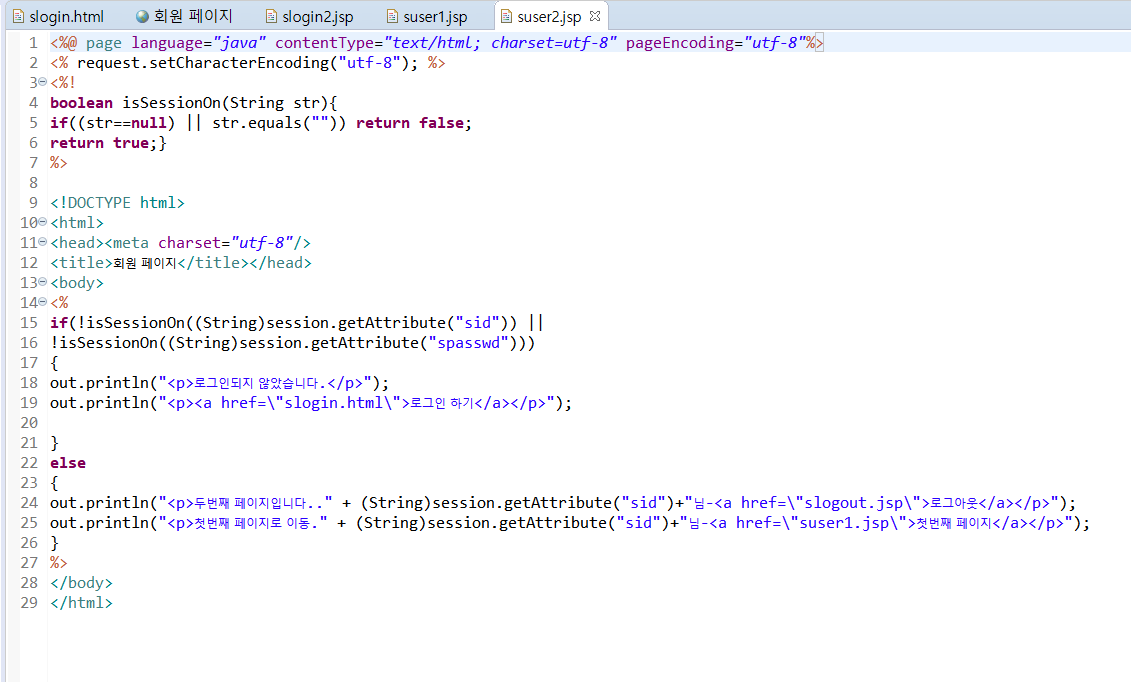 slogin.html 회원 페이지 slogin2.jsp suser1.jsp suser2.jsp
1 <%@ page language="java" contentType="text/html; charset=utf-8" pageEncoding="utf-8"%>
2 <% request.setCharacterEncoding("utf-8"); %>
3 <%!
4 boolean isSessionOn(String str){
5 if((str==null) || str.equals("")) return false;
6 return true;}
7 %>
8
9 <!DOCTYPE html>
10 <html>
11 <head><meta charset="utf-8"/>
12 <title>회원 페이지</title></head>
13 <body>
14 <%
15 if(!isSessionOn((String)session.getAttribute("sid")) ||
16 !isSessionOn((String)session.getAttribute("spasswd")))
17 {
18 out.println("<p>로그인되지 않았습니다.</p>");
19 out.println("<p><a href=\"slogin.html\">로그인 하기</a></p>");
20
21 }
22 else
23 {
24 out.println("<p>두번째 페이지입니다.." + (String)session.getAttribute("sid")+"님-<a href=\"slogout.jsp\">로그아웃</a></p>");
25 out.println("<p>첫번째 페이지로 이동." + (String)session.getAttribute("sid")+"님-<a href=\"suser1.jsp\">첫번째 페이지</a></p>");
26 }
27 %>
28 </body>
29 </html>